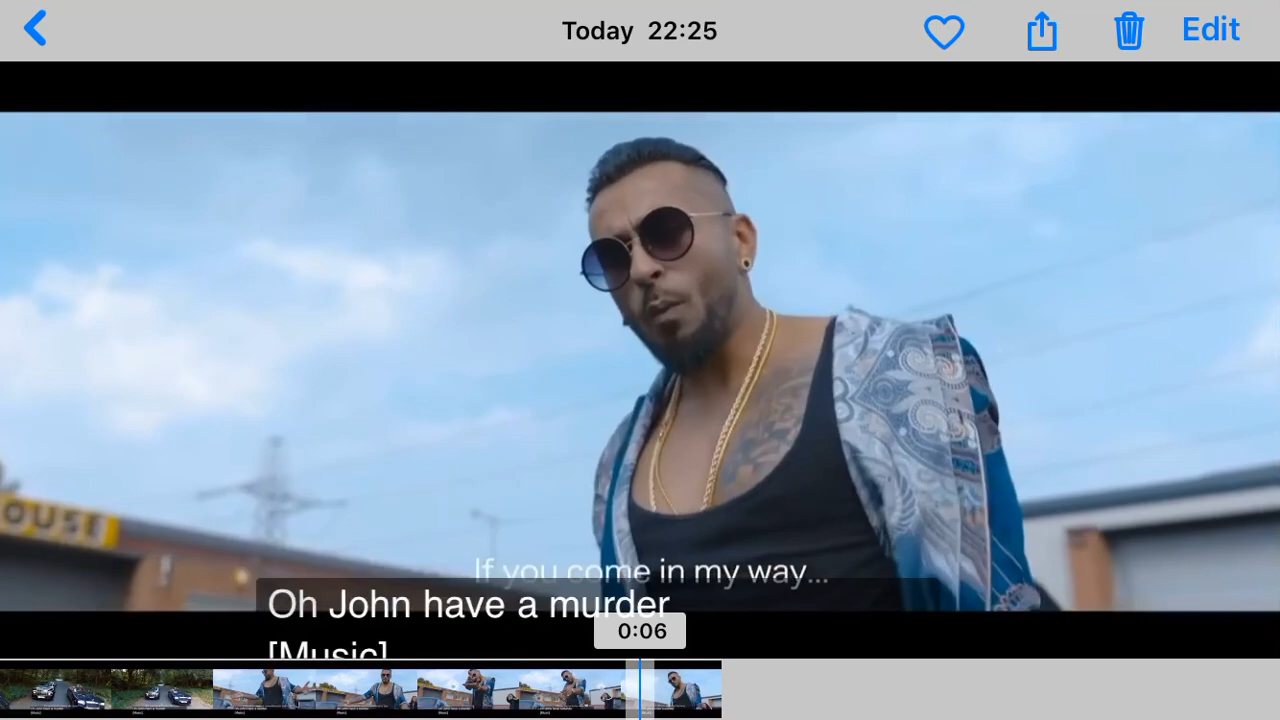 Today 22:25
Edit
OUSE
If you come in my way...
Oh John have a murder
[Music]
0:06